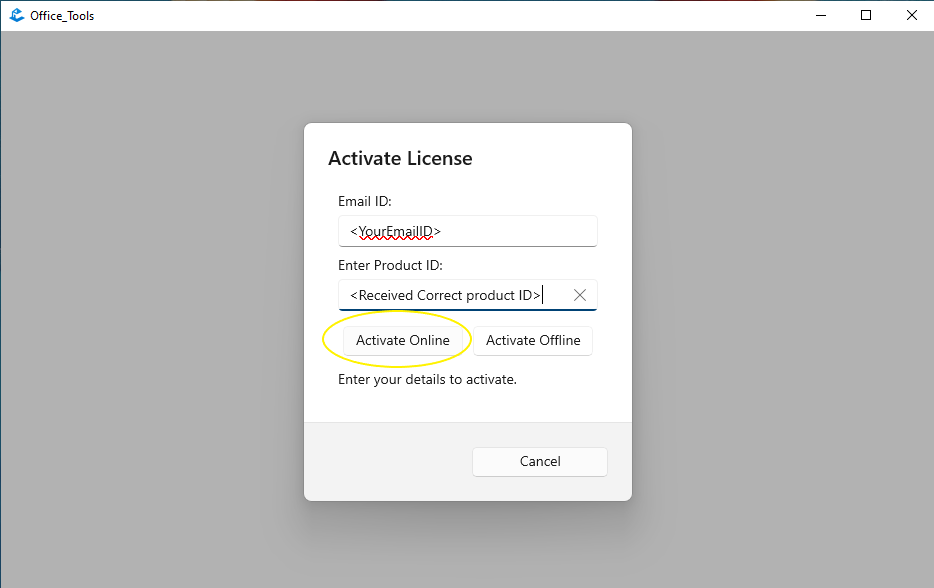 Office_Tools
Activate License
Email ID:
<YourEmailID>
Enter Product ID:
<Received Correct product ID>
Activate Online Activate Offline
Enter your details to activate.
Cancel